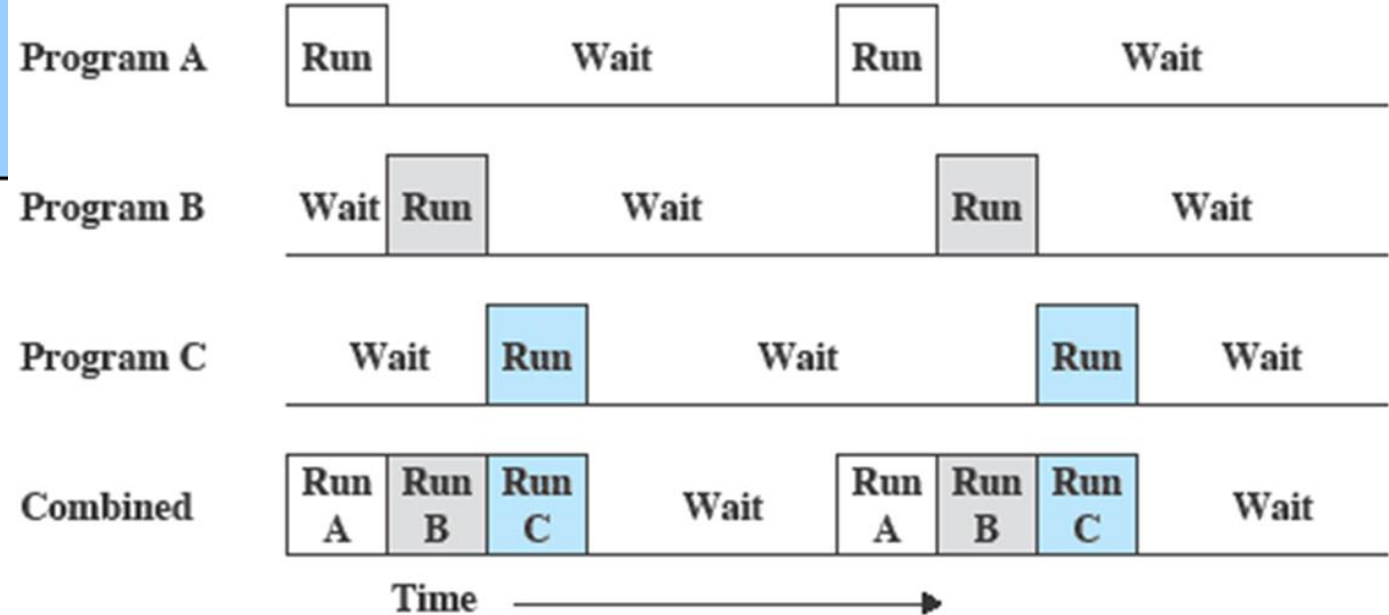 Program A Run Wait Run Wait
Program B Wait Run Wait Run Wait
Program C Wait Run Wait Run Wait
Combined Run A Run B Run C Wait Run A Run B Run C Wait
Time